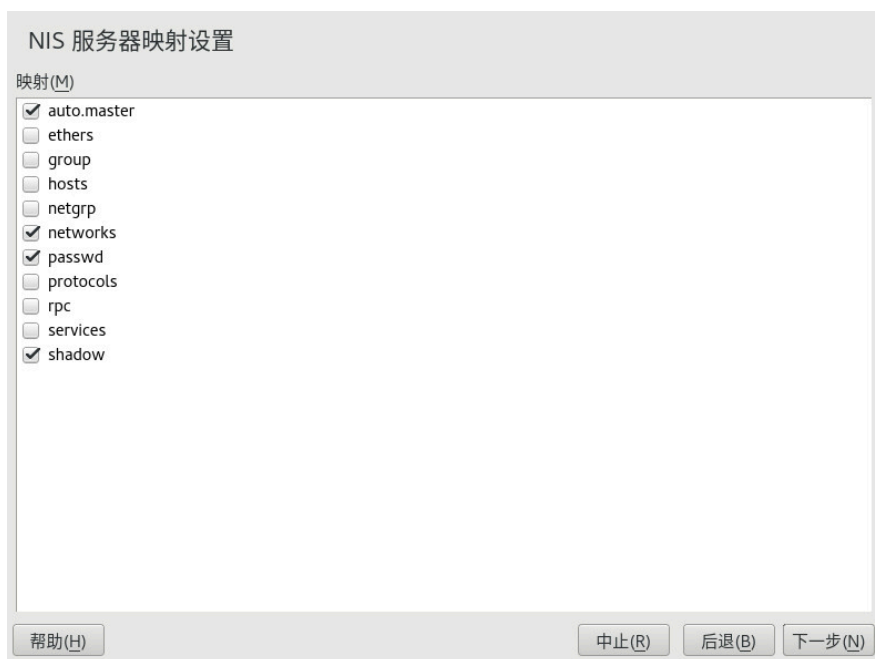 NIS 服务器映射设置
映射(M)
auto.master
ethers
group
hosts
netgrp
networks
passwd
protocols
rpc
services
shadow
帮助(H) 中止(R) 后退(B) 下一步(N)